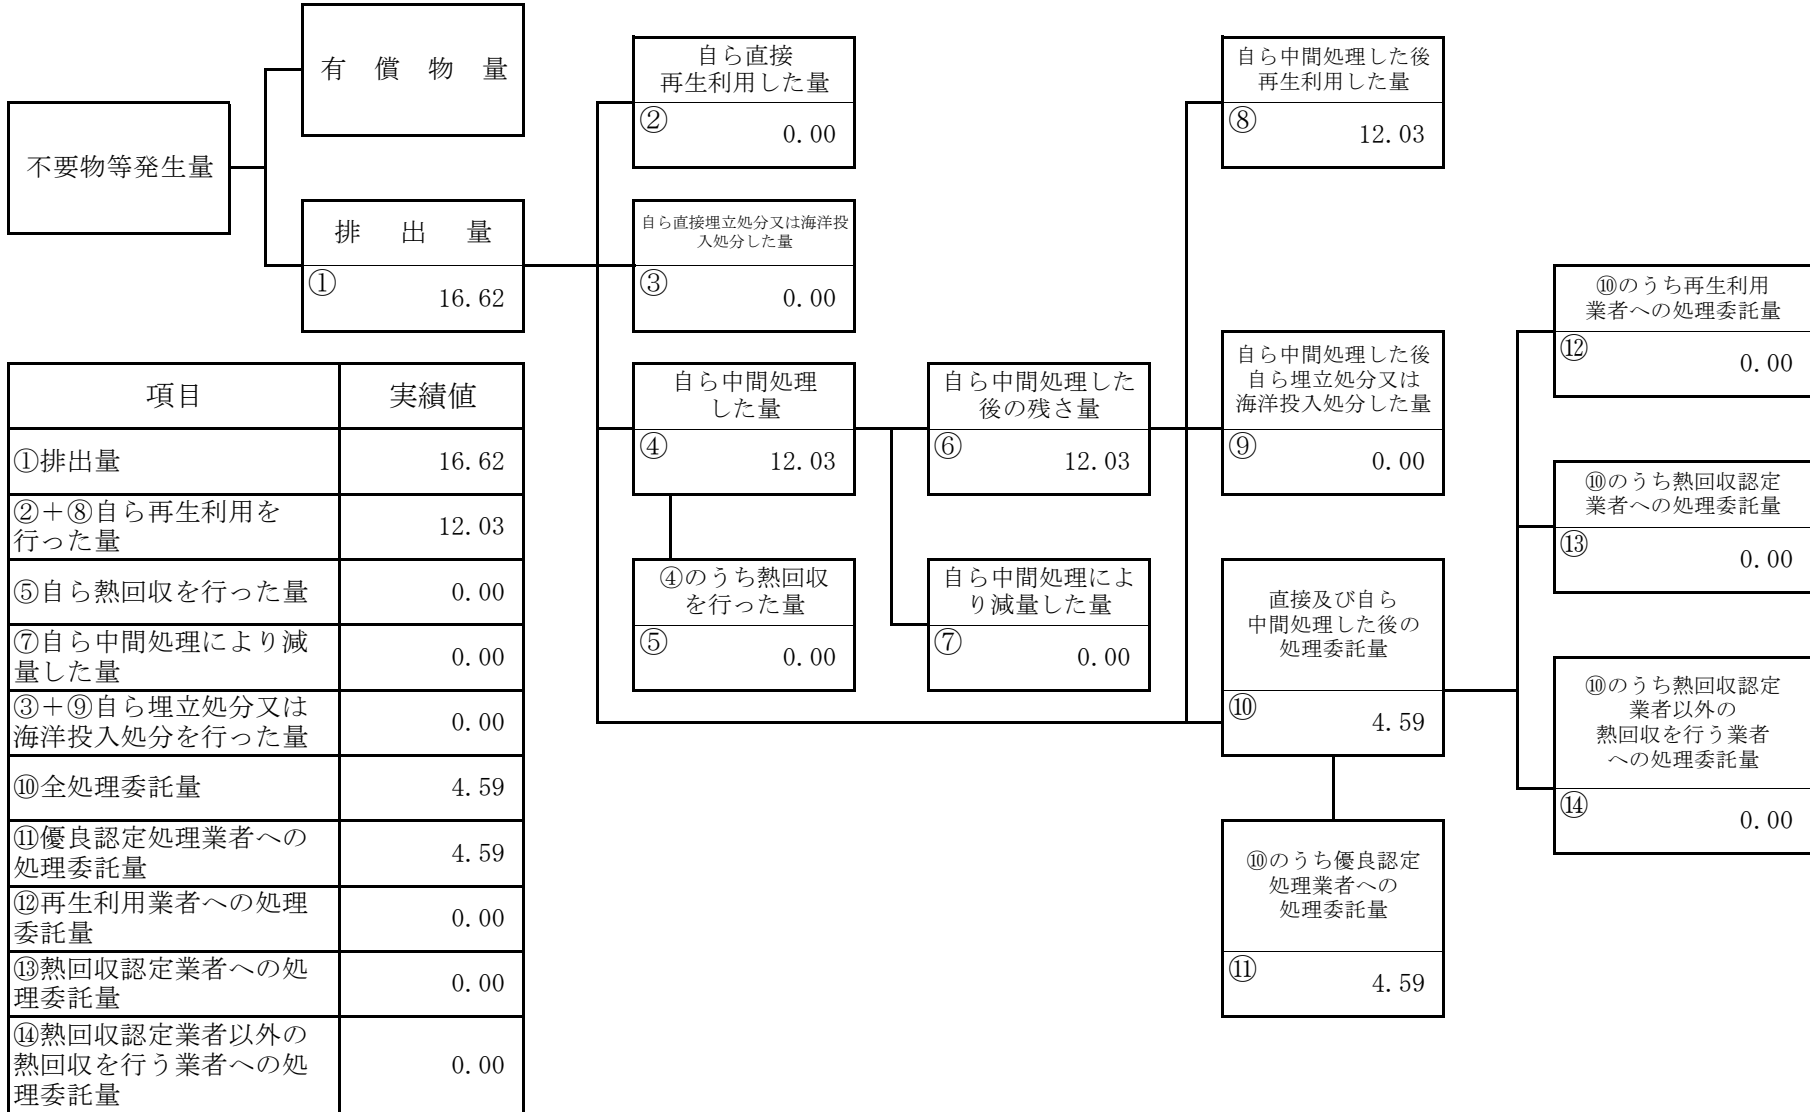 有償物量
不要物等発生量
排出量
①
16.62
自ら直接
再生利用した量
②
0.00
自ら直接埋立処分又は海洋投
入処分した量
③
0.00
自ら中間処理
した量
④
12.03
④のうち熱回収
を行った量
⑤
0.00
自ら中間処理した
後の残さ量
⑥
12.03
自ら中間処理によ
り減量した量
⑦
0.00
自ら中間処理した後
再生利用した量
⑧
12.03
自ら中間処理した後
自ら埋立処分又は
海洋投入処分した量
⑨
0.00
直接及び自ら
中間処理した後の
処理委託量
⑩
4.59
⑩のうち優良認定
処理業者への
処理委託量
⑪
4.59
⑩のうち再生利用
業者への処理委託量
⑫
0.00
⑩のうち熱回収認定
業者への処理委託量
⑬
0.00
⑩のうち熱回収認定
業者以外の
熱回収を行う業者
への処理委託量
⑭
0.00
項目 実績値
①排出量 16.62
②＋⑧自ら再生利用を
行った量 12.03
⑤自ら熱回収を行った量 0.00
⑦自ら中間処理により減
量した量 0.00
③＋⑨自ら埋立処分又は
海洋投入処分を行った量 0.00
⑩全処理委託量 4.59
⑪優良認定処理業者への
処理委託量 4.59
⑫再生利用業者への処理
委託量 0.00
⑬熱回収認定業者への処
理委託量 0.00
⑭熱回収認定業者以外の
熱回収を行う業者への処
理委託量 0.00